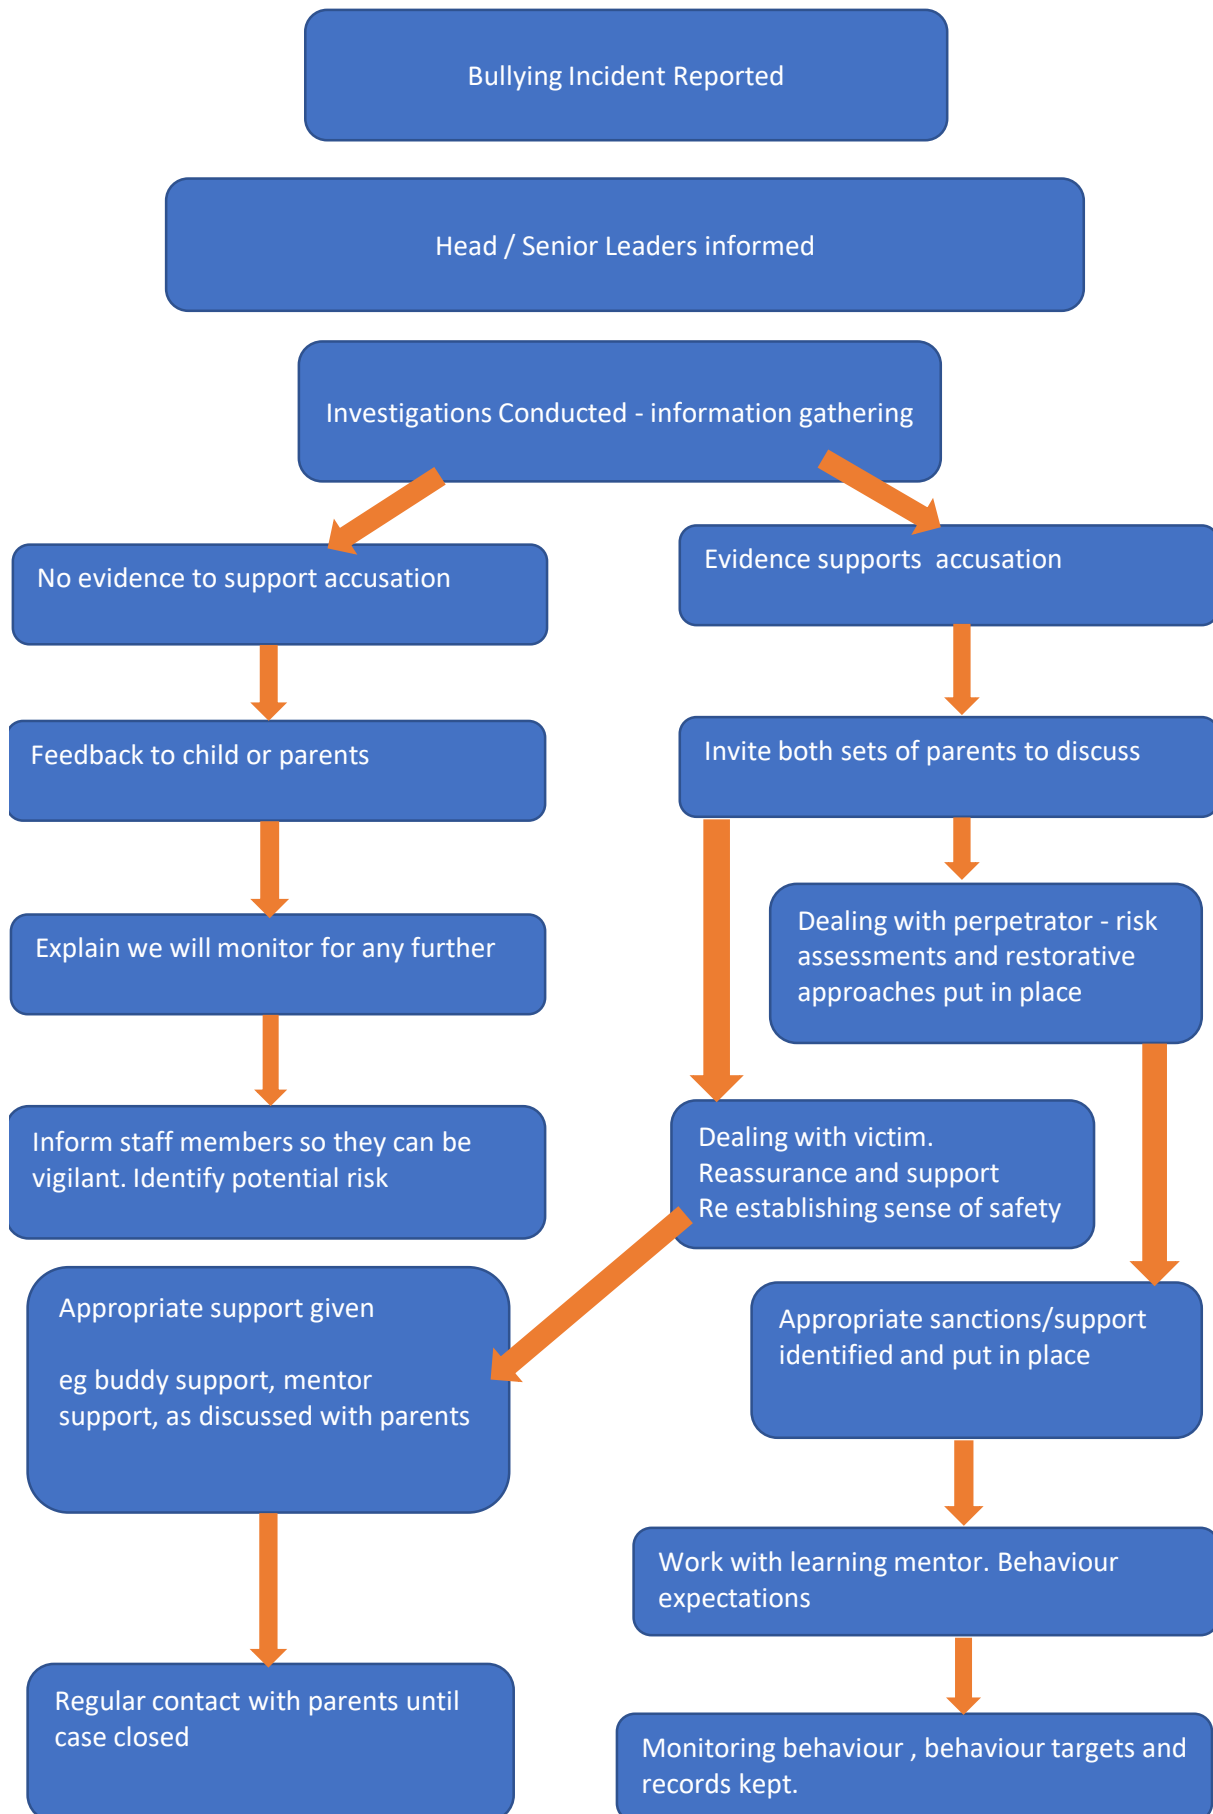 Bullying Incident Reported
Head / Senior Leaders informed
Investigations Conducted - information gathering
No evidence to support accusation
Evidence supports  accusation
Feedback to child or parents
Invite both sets of parents to discuss
Explain we will monitor for any further
Dealing with perpetrator - risk
assessments and restorative
approaches put in place
Inform staff members so they can be
vigilant. Identify potential risk
Dealing with victim.
Reassurance and support
Re establishing sense of safety
Appropriate support given
eg buddy support, mentor
support, as discussed with parents
Appropriate sanctions/support
identified and put in place
Work with learning mentor. Behaviour
expectations
Regular contact with parents until
case closed
Monitoring behaviour , behaviour targets and
records kept.